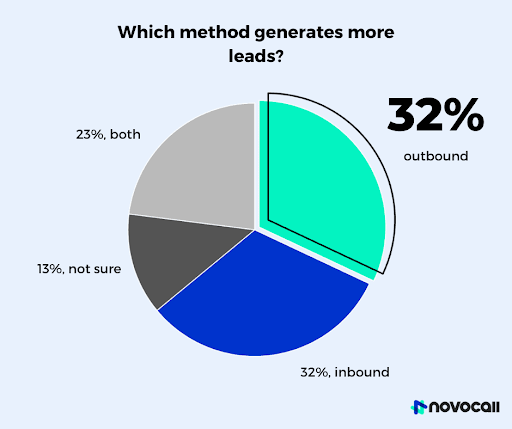 Which method generates more
leads?
32%
outbound
23%, both
13%, not sure
32%, inbound
novocall